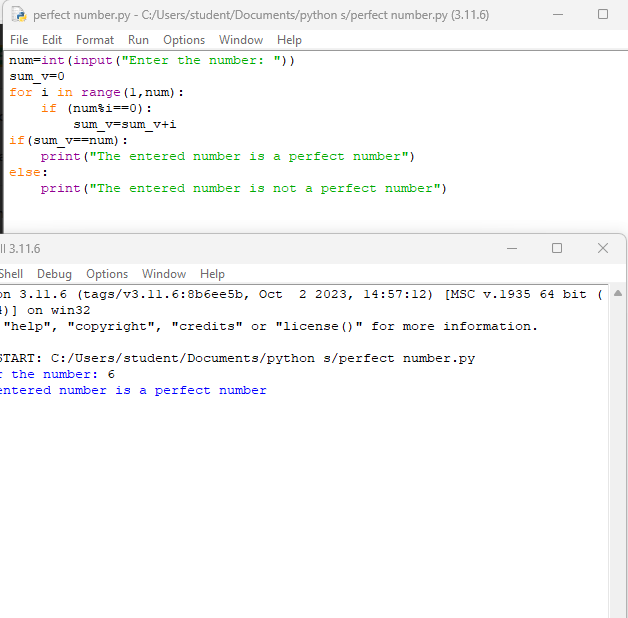 perfect number.py - C:/Users/student/Documents/python s/perfect number.py (3.11.6)
File Edit Format Run Options Window Help
num=int(input("Enter the number: "))
sum_v=0
for i in range(1,num):
    if (num%i==0):
        sum_v=sum_v+i
if(sum_v==num):
    print("The entered number is a perfect number")
else:
    print("The entered number is not a perfect number")
ll 3.11.6
Shell Debug Options Window Help
on 3.11.6 (tags/v3.11.6:8b6ee5b, Oct  2 2023, 14:57:12) [MSC v.1935 64 bit (
4)] on win32
"help", "copyright", "credits" or "license()" for more information.
START: C:/Users/student/Documents/python s/perfect number.py
r the number: 6
entered number is a perfect number